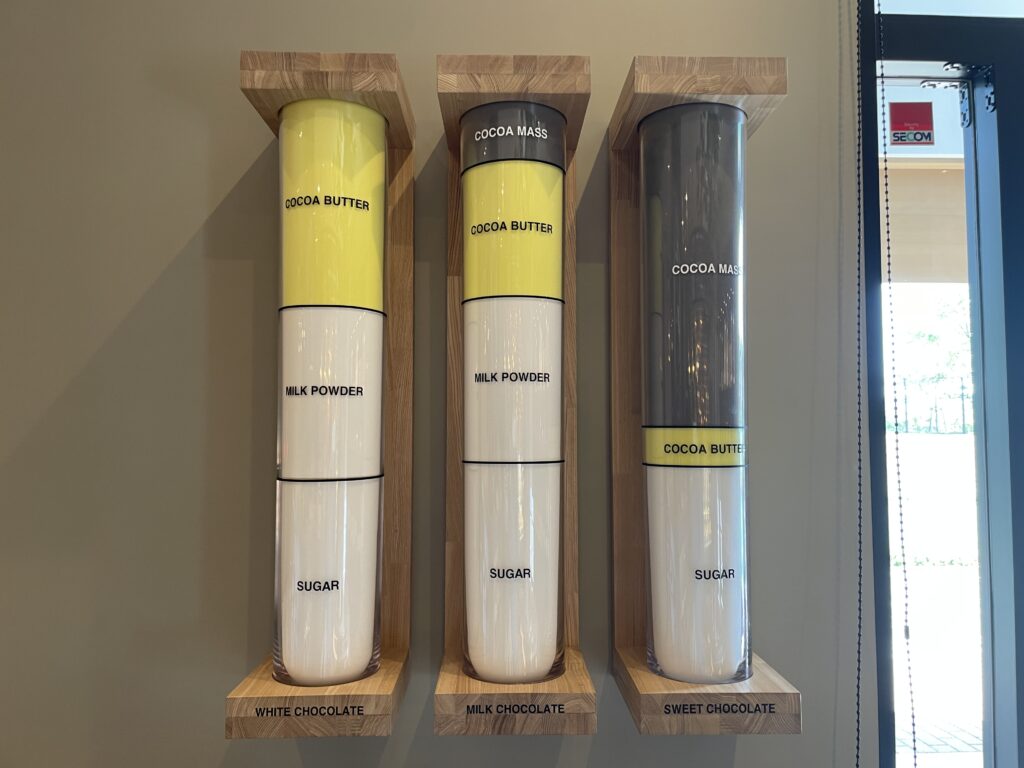 COCOA BUTTER
MILK POWDER
SUGAR
WHITE CHOCOLATE
COCOA MASS
COCOA BUTTER
MILK POWDER
SUGAR
MILK CHOCOLATE
COCOA MASS
COCOA BUTTER
SUGAR
SWEET CHOCOLATE
SECOM